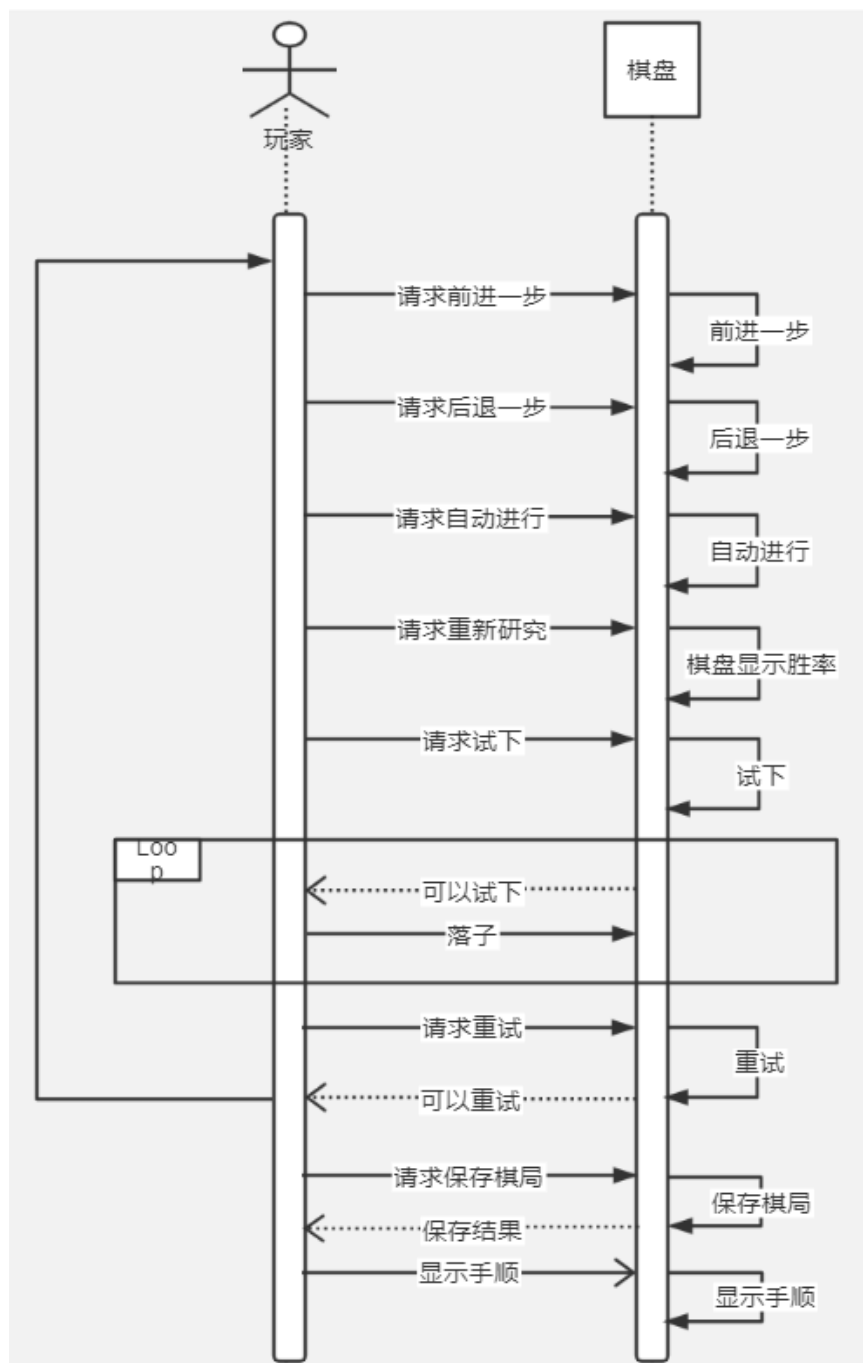 棋盘
玩家
请求前进一步
前进一步
请求后退一步
后退一步
请求自动进行
自动进行
请求重新研究
棋盘显示胜率
请求试下
试下
Loo
p
可以试下
落子
请求重试
重试
可以重试
请求保存棋局
保存棋局
保存结果
显示手顺
显示手顺